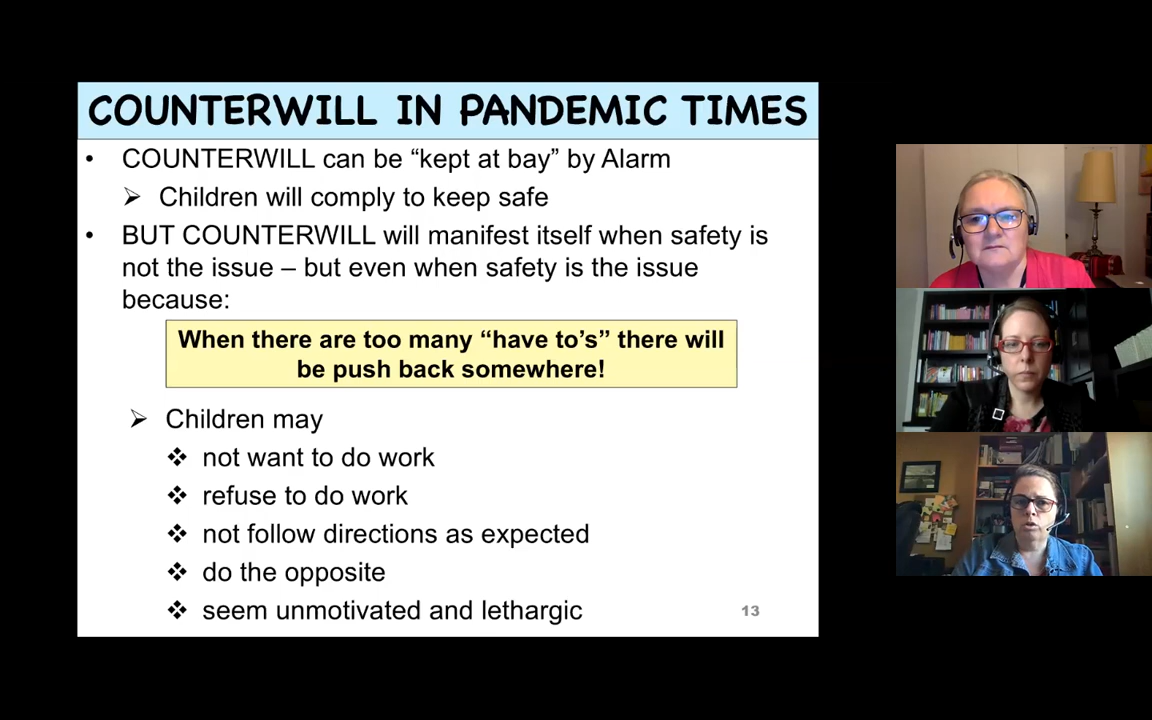 COUNTERWILL IN PANDEMIC TIMES
• COUNTERWILL can be “kept at bay” by Alarm
➢ Children will comply to keep safe
• BUT COUNTERWILL will manifest itself when safety is
not the issue – but even when safety is the issue
because:
When there are too many “have to’s” there will
be push back somewhere!
➢ Children may
❖ not want to do work
❖ refuse to do work
❖ not follow directions as expected
❖ do the opposite
❖ seem unmotivated and lethargic
13